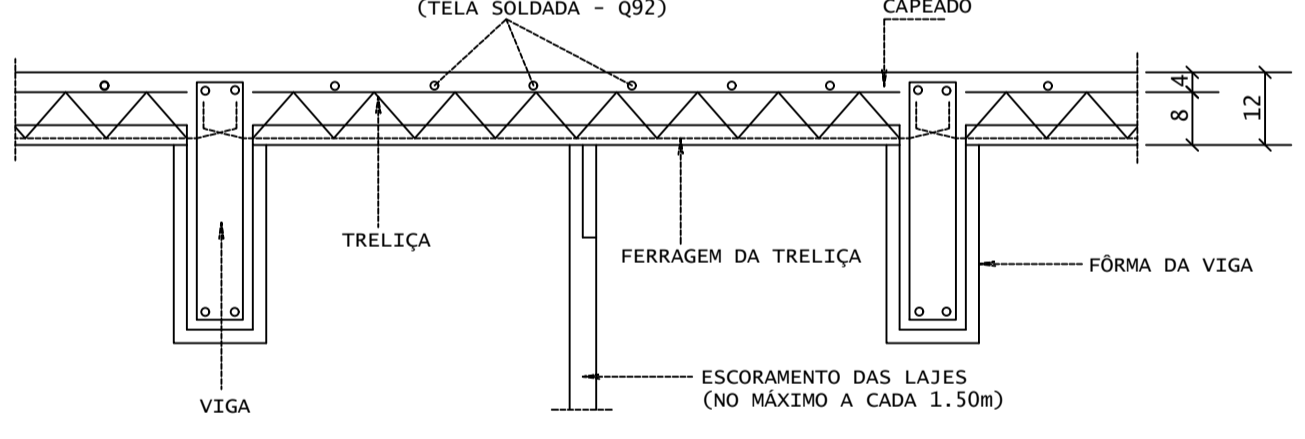 (TELA SOLDADA - Q92)
CAPEADO
4
8
12
TRELIÇA
FERRAGEM DA TRELIÇA
FÔRMA DA VIGA
VIGA
ESCORAMENTO DAS LAJES
(NO MÁXIMO A CADA 1.50m)